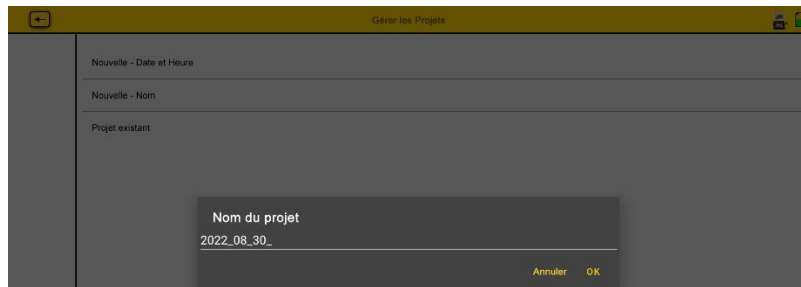 Gérer les Projets
Nouvelle - Date et Heure
Nouvelle - Nom
Projet existant
Nom du projet
2022_08_30_
Annuler OK